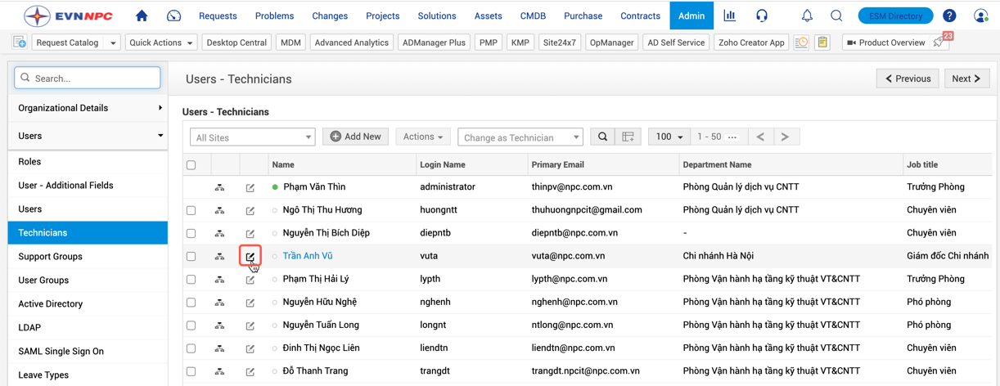 EVNNPC
Requests Problems Changes Projects Solutions Assets CMDB Purchase Contracts Admin ESM Directory ?
Request Catalog Quick Actions Desktop Central MDM Advanced Analytics ADManager Plus PMP KMP Site24x7 OpManager AD Self Service Zoho Creator App Product Overview 23
Search...
Organizational Details
Users
Roles
User - Additional Fields
Users
Technicians
Support Groups
User Groups
Active Directory
LDAP
SAML Single Sign On
Leave Types
Users - Technicians
Previous Next
Users - Technicians
All Sites Add New Actions Change as Technician 100 1 - 50 ...
Name Login Name Primary Email Department Name Job title
Phạm Văn Thìn administrator thinpv@npc.com.vn Phòng Quản lý dịch vụ CNTT Trưởng Phòng
Ngô Thị Thu Hương huongntt thuhuongnpcit@gmail.com Phòng Quản lý dịch vụ CNTT Chuyên viên
Nguyễn Thị Bích Diệp diepntb diepntb@npc.com.vn - Chuyên viên
Trần Anh Vũ vuta vuta@npc.com.vn Chi nhánh Hà Nội Giám đốc Chi nhánh
Phạm Thị Hải Lý lypth lypth@npc.com.vn Phòng Vận hành hạ tầng kỹ thuật VT&CNTT Trưởng Phòng
Nguyễn Hữu Nghệ nghenh nghenh@npc.com.vn Phòng Vận hành hạ tầng kỹ thuật VT&CNTT Phó phòng
Nguyễn Tuấn Long longnt ntlong@npc.com.vn Phòng Vận hành hạ tầng kỹ thuật VT&CNTT Phó phòng
Đinh Thị Ngọc Liên liendtn liendtn@npc.com.vn Phòng Vận hành hạ tầng kỹ thuật VT&CNTT Chuyên viên
Đỗ Thanh Trang trangdt trangdt.npcit@npc.com.vn Phòng Vận hành hạ tầng kỹ thuật VT&CNTT Chuyên viên